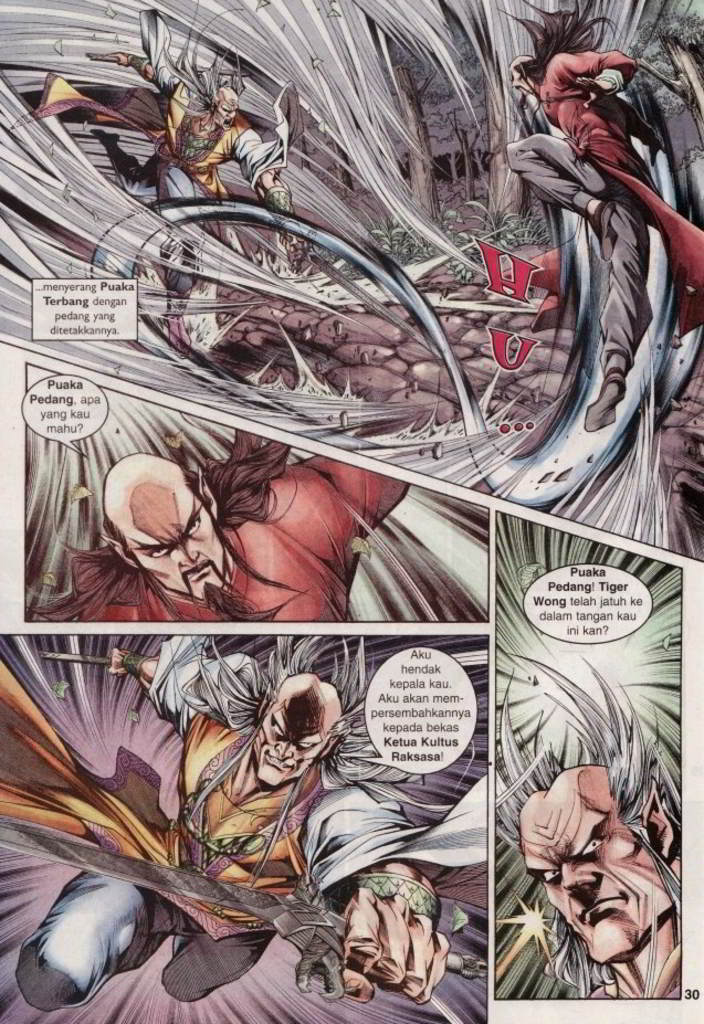 ...menyerang Puaka
Terbang dengan
pedang yang
ditetakkannya.
HU...
Puaka
Pedang, apa
yang kau
mahu?
Puaka
Pedang! Tiger
Wong telah jatuh ke
dalam tangan kau
ini kan?
Aku
hendak
kepala kau.
Aku akan mem-
persembahkannya
kepada bekas
Ketua Kultus
Raksasa!
30